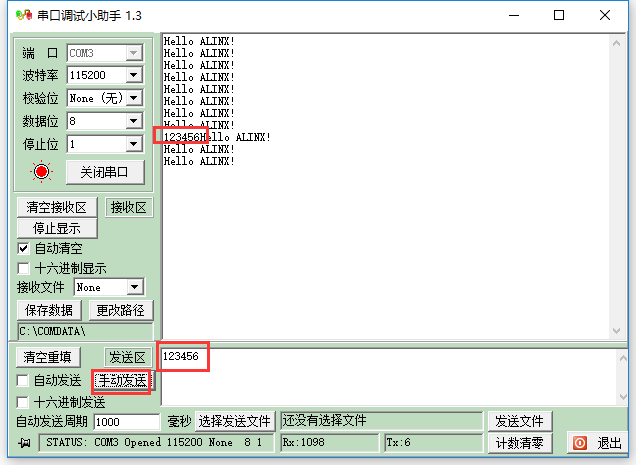 串口调试小助手 1.3
端 口 COM3
波特率 115200
校验位 None (无)
数据位 8
停止位 1
关闭串口
清空接收区 接收区
停止显示
自动清空
十六进制显示
接收文件 None
保存数据 更改路径
C:\COMDATA\
Hello ALINX!
Hello ALINX!
Hello ALINX!
Hello ALINX!
Hello ALINX!
Hello ALINX!
Hello ALINX!
Hello ALINX!
123456Hello ALINX!
Hello ALINX!
Hello ALINX!
清空重填 发送区
123456
自动发送 手动发送
十六进制发送
自动发送周期 1000 毫秒 选择发送文件 还没有选择文件 发送文件
STATUS: COM3 Opened 115200 None 8 1 Rx:1098 Tx:6 计数清零 退出